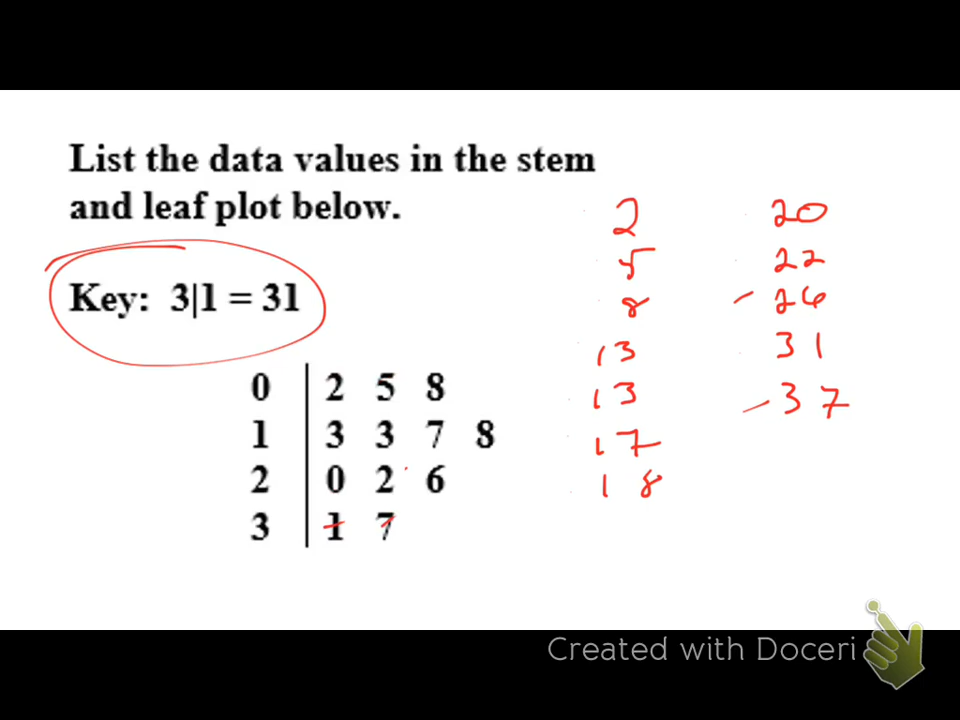 List the data values in the stem
and leaf plot below.
Key: 3|1 = 31
0 | 2 5 8
1 | 3 3 7 8
2 | 0 2 6
3 | 1 7
2
5
8
13
13
17
18
20
22
26
31
37
Created with Doceri